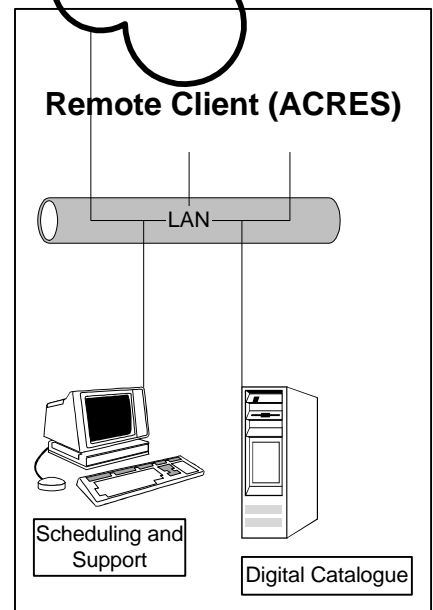 Remote Client (ACRES)
LAN
Scheduling and
Support
Digital Catalogue